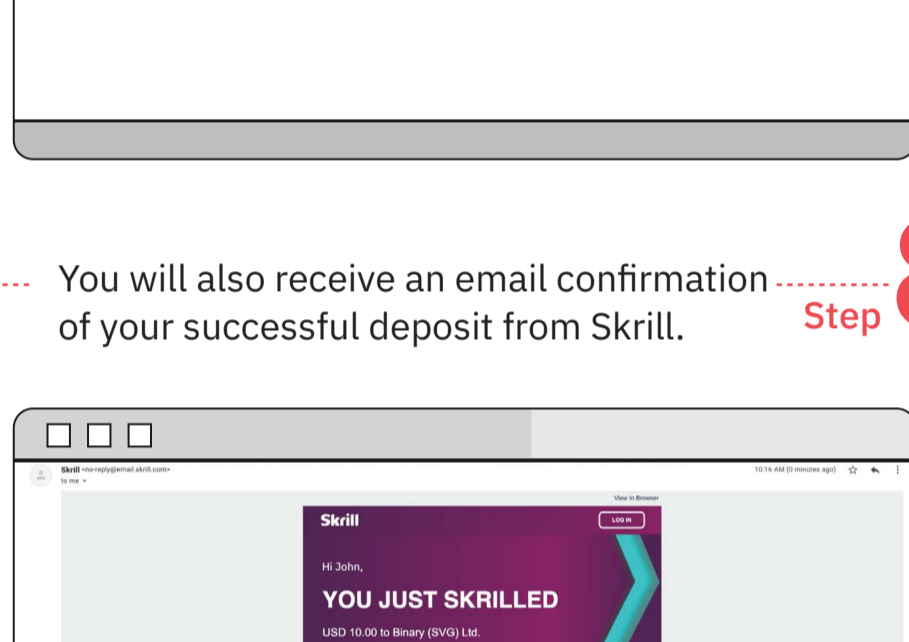 You will also receive an email confirmation
of your successful deposit from Skrill.
Step
Skrill <no-reply@email.skrill.com>
10:16 AM (0 minutes ago)
to me
View In Browser
Skrill
LOG IN
Hi John,
YOU JUST SKRILLED
USD 10.00 to Binary (SVG) Ltd.